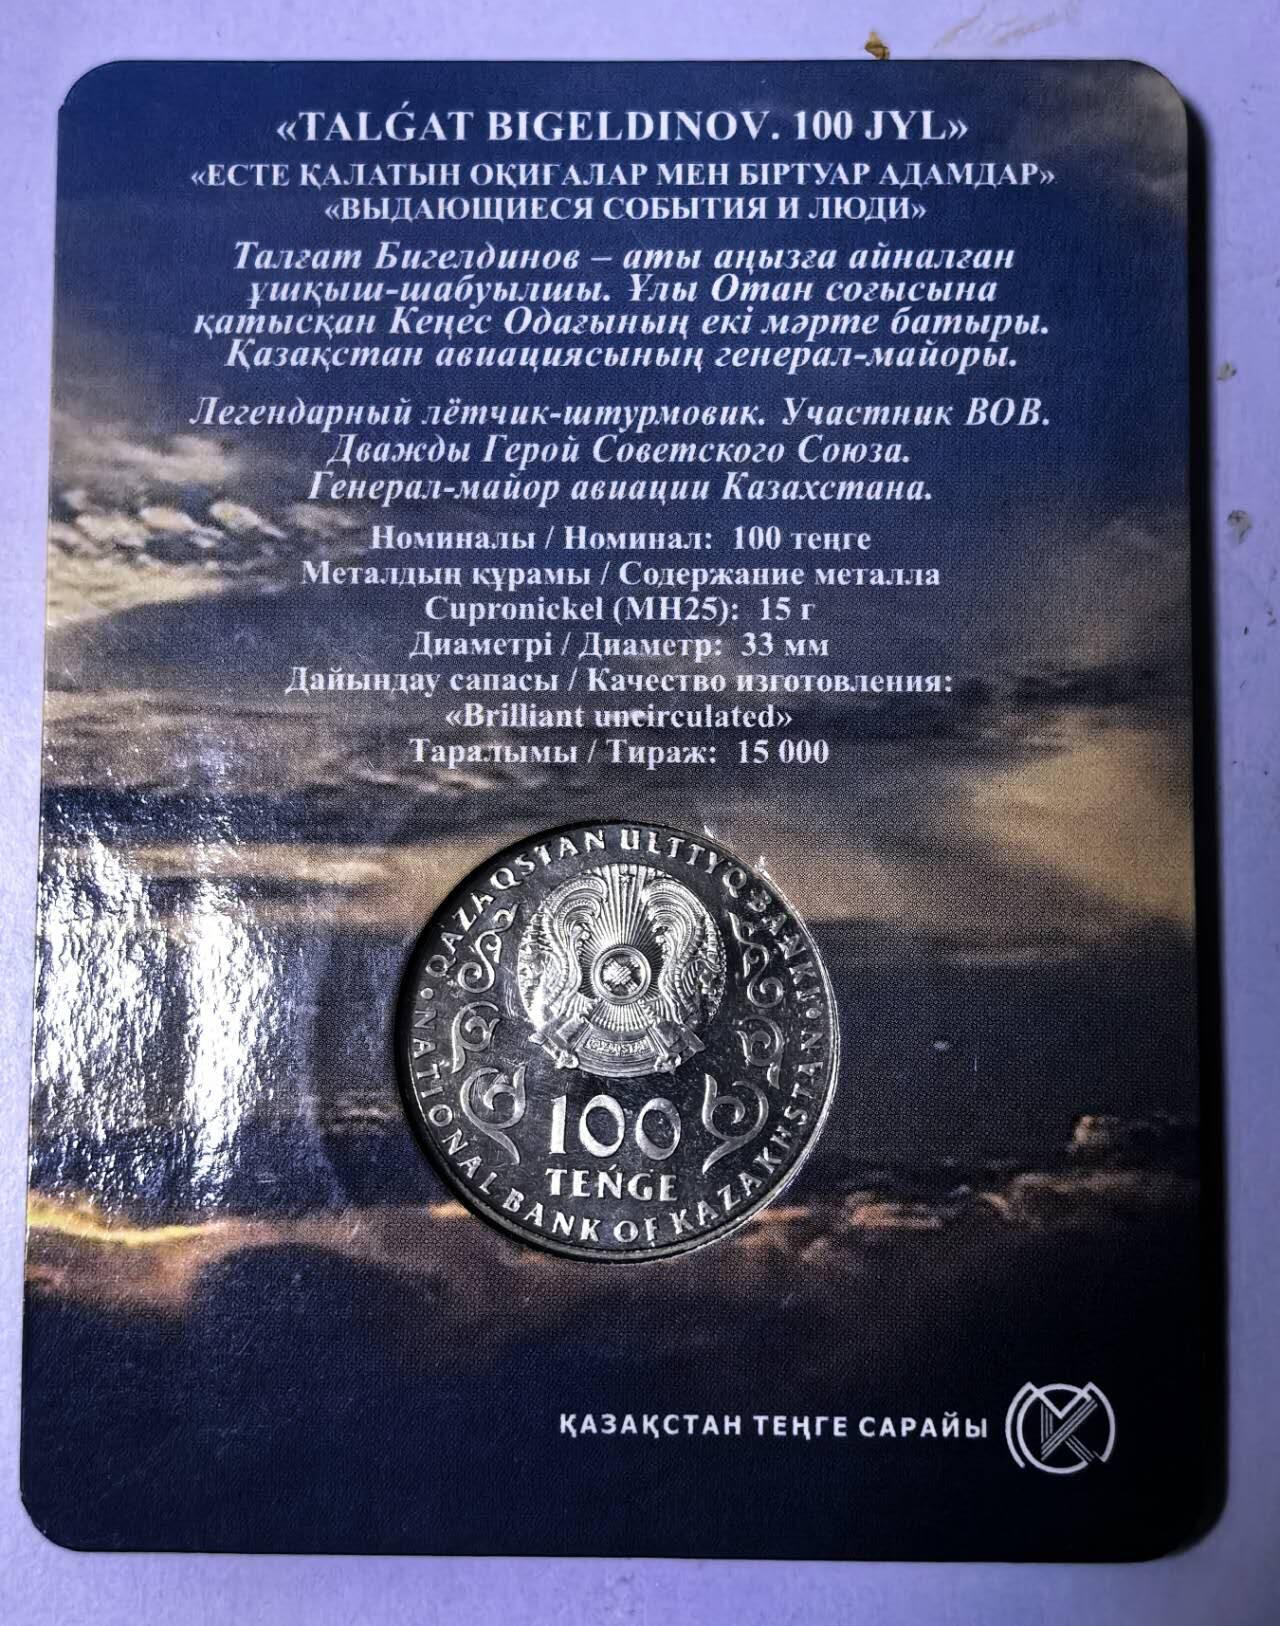 «TALǴAT BIGELDINOV. 100 JYL»
«ЕСТЕ ҚАЛАТЫН ОҚИҒАЛАР МЕН БІРТУАР АДАМДАР»
«ВЫДАЮЩИЕСЯ СОБЫТИЯ И ЛЮДИ»
Талғат Бигелдинов – аты аңызға айналған
ұшқыш-шабуылшы. Ұлы Отан соғысына
қатысқан Кеңес Одағының екі мәрте батыры.
Қазақстан авиациясының генерал-майоры.
Легендарный лётчик-штурмовик. Участник ВОВ.
Дважды Герой Советского Союза.
Генерал-майор авиации Казахстана.
Номиналы / Номинал: 100 теңге
Металдың құрамы / Содержание металла
Cupronickel (МН25): 15 г
Диаметрі / Диаметр: 33 мм
Дайындау сапасы / Качество изготовления:
«Brilliant uncirculated»
Таралымы / Тираж: 15 000
QAZAQSTAN ULTTYQ BANKI
QAZAQSTAN
100
TEŃGE
NATIONAL BANK OF KAZAKHSTAN
ҚАЗАҚСТАН ТЕҢГЕ САРАЙЫ